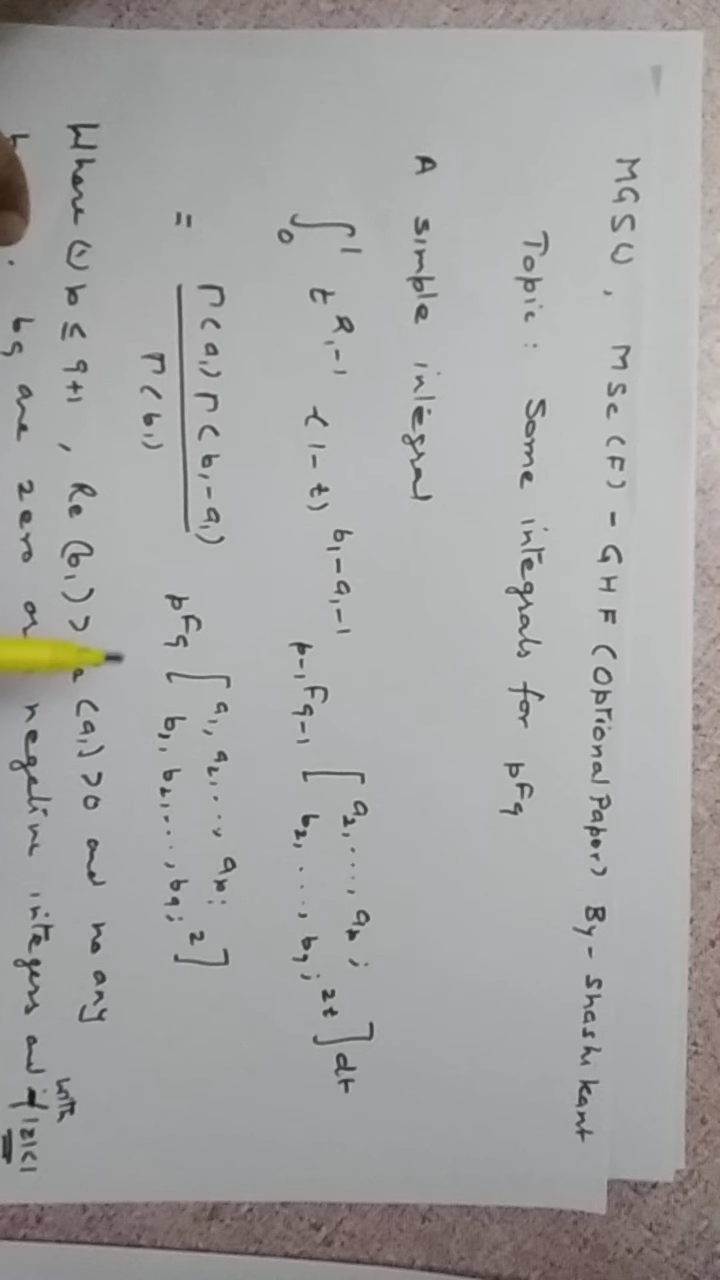 MGSU, MSc (F) - GHF (Optional Paper) By - Shashi Kant
Topic: Some integrals for pFq
A simple integral
∫₀¹ t^{a₁-1} (1-t)^{b₁-a₁-1} p-1Fq-1 [a₂, ..., ap; b₂, ..., bq; zt] dt
= Γ(a₁) Γ(b₁-a₁) / Γ(b₁) pFq [a₁, a₂, ..., ap; b₁, b₂, ..., bq; z]
Where (i) p ≤ q+1, Re(b₁) > (a₁) > 0 and no any
bq are zero or negative integers and with |z|<1